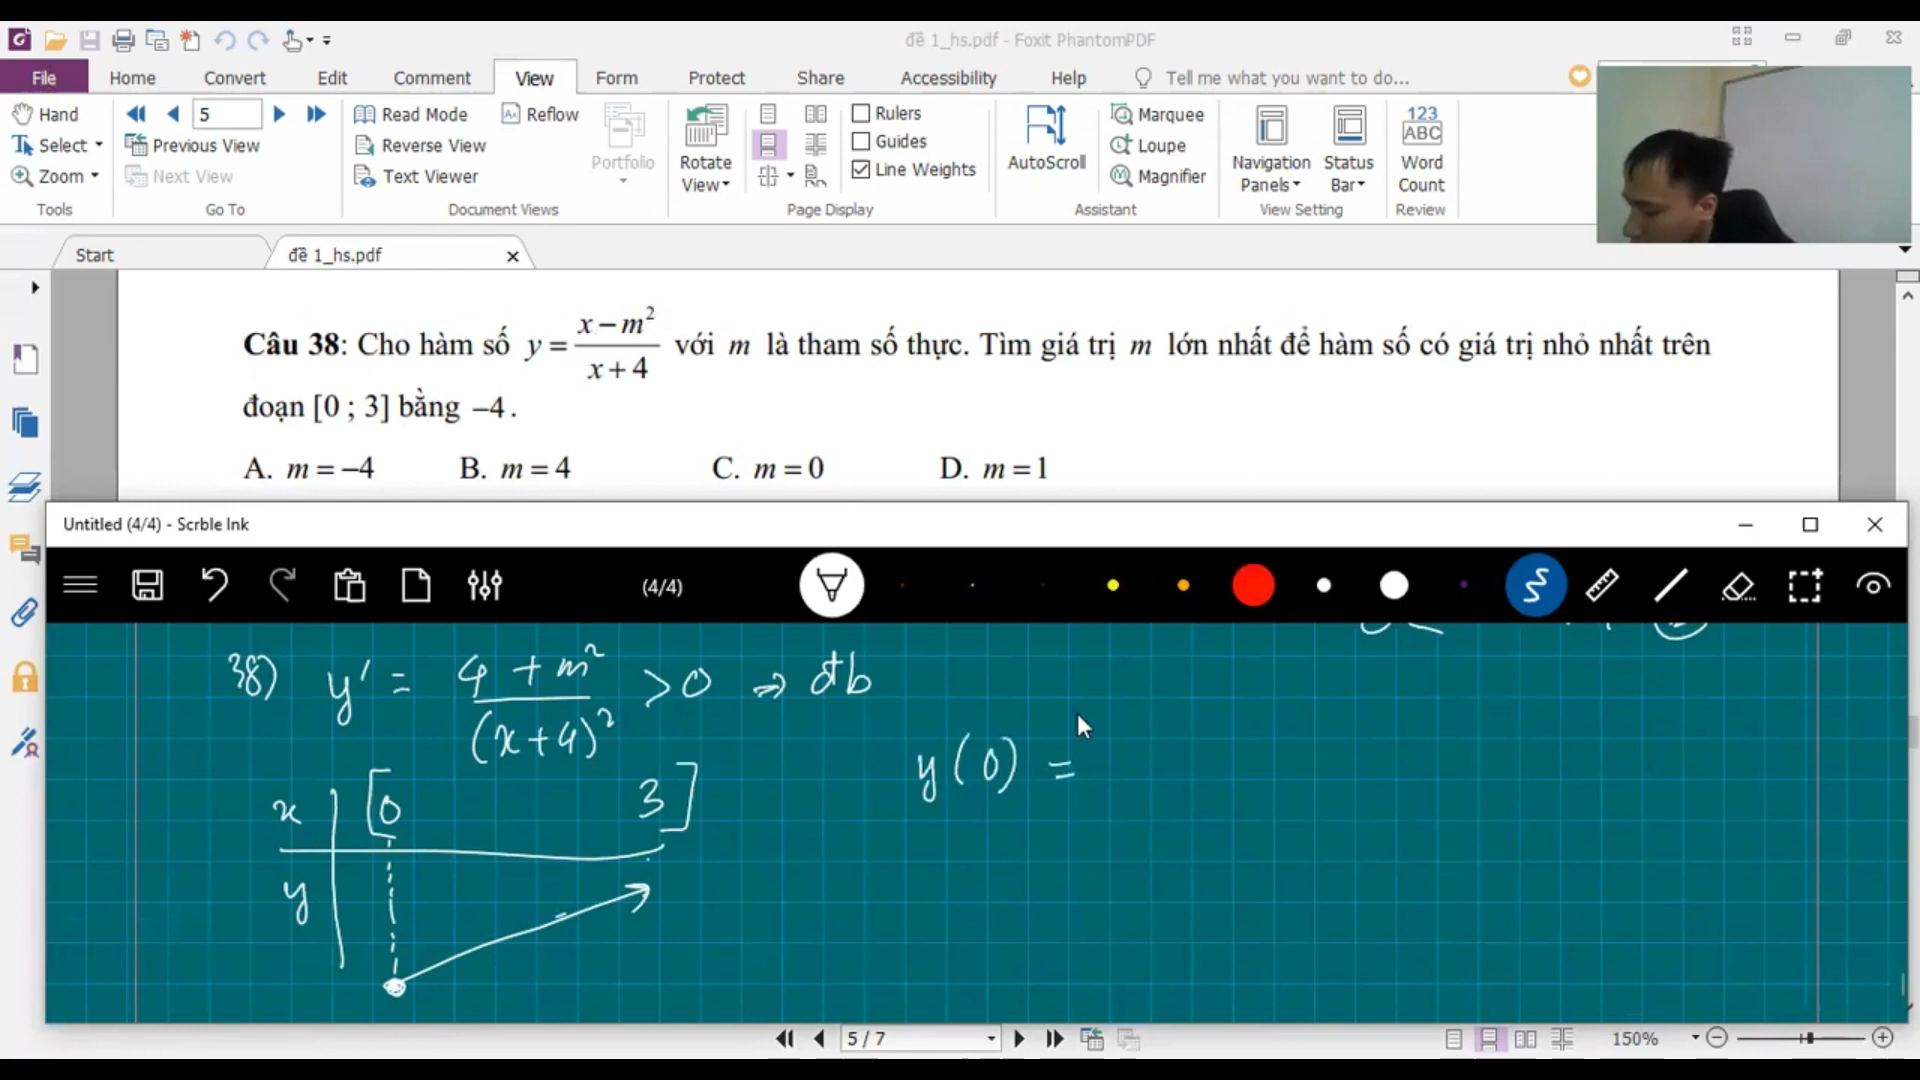 đề 1_hs.pdf - Foxit PhantomPDF
File Home Convert Edit Comment View Form Protect Share Accessibility Help Tell me what you want to do...
Hand 5 Read Mode Reflow Rulers Marquee 123
Select Previous View Reverse View Guides Loupe ABC
Zoom Next View Text Viewer Portfolio Rotate View Line Weights AutoScroll Magnifier Navigation Panels Status Bar Word Count
Tools Go To Document Views Page Display Assistant View Setting Review
Start đề 1_hs.pdf
Câu 38: Cho hàm số y = (x − m²)/(x + 4) với m là tham số thực. Tìm giá trị m lớn nhất để hàm số có giá trị nhỏ nhất trên
đoạn [0 ; 3] bằng −4 .
A. m = −4 B. m = 4 C. m = 0 D. m = 1
Untitled (4/4) - Scrble Ink
(4/4)
38) y' = (4 + m²)/(x+4)² > 0 ⇒ đb
y(0) =
x [0 3]
y
5 / 7 150%